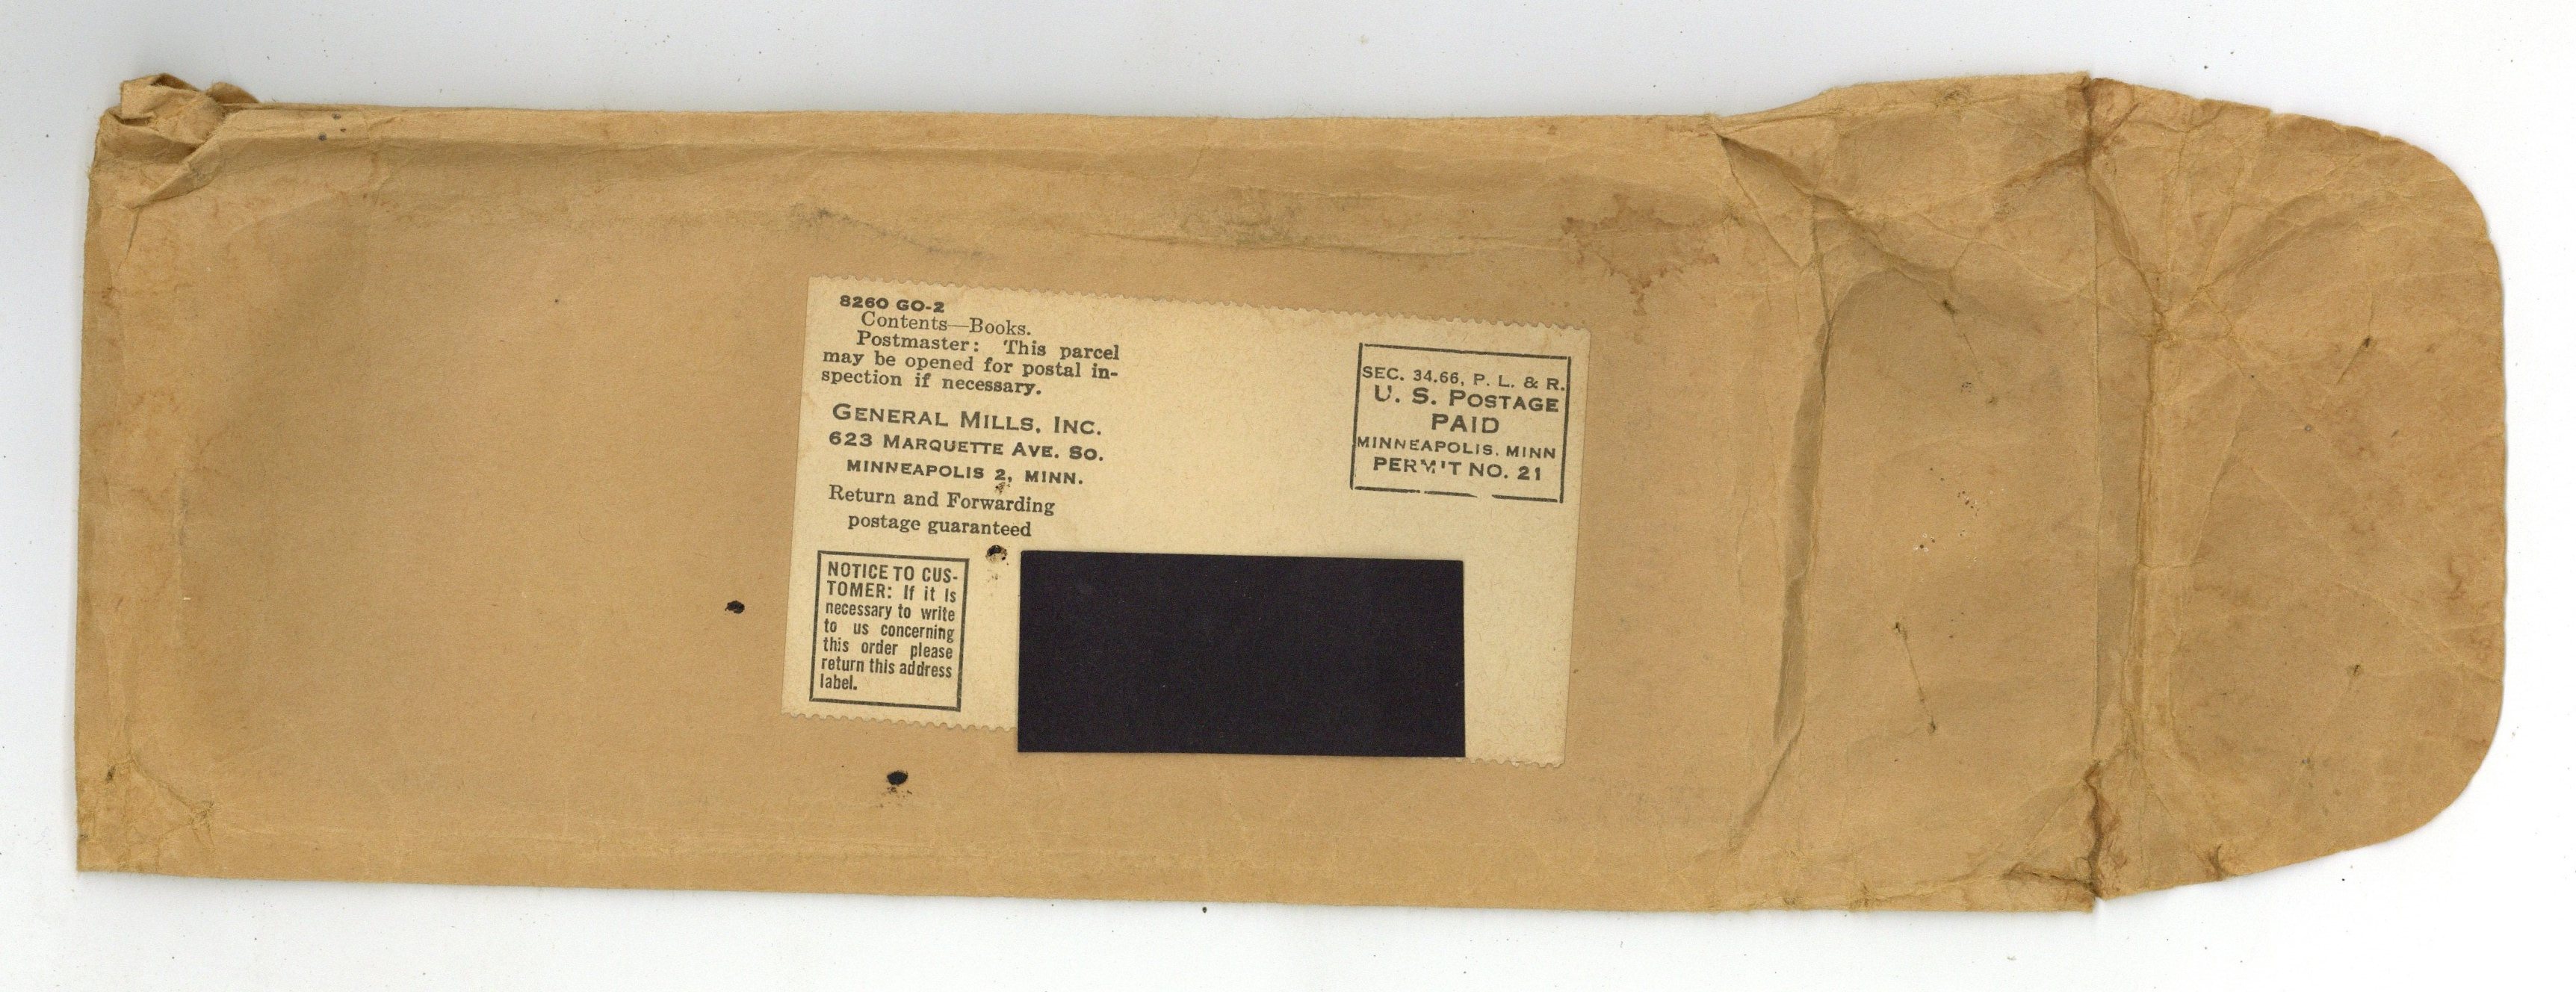 8260 GO-2
Contents—Books.
Postmaster: This parcel
may be opened for postal in-
spection if necessary.
GENERAL MILLS, INC.
623 MARQUETTE AVE. SO.
MINNEAPOLIS 2, MINN.
Return and Forwarding
postage guaranteed
SEC. 34.66, P. L. & R.
U. S. POSTAGE
PAID
MINNEAPOLIS, MINN
PERMIT NO. 21
NOTICE TO CUS-
TOMER: If it is
necessary to write
to us concerning
this order please
return this address
label.